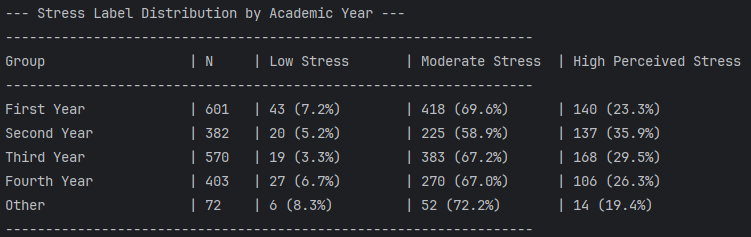 --- Stress Label Distribution by Academic Year ---
------------------------------------------------------------------
Group                  | N    | Low Stress       | Moderate Stress  | High Perceived Stress
------------------------------------------------------------------
First Year             | 601  | 43 (7.2%)        | 418 (69.6%)      | 140 (23.3%)
Second Year            | 382  | 20 (5.2%)        | 225 (58.9%)      | 137 (35.9%)
Third Year             | 570  | 19 (3.3%)        | 383 (67.2%)      | 168 (29.5%)
Fourth Year            | 403  | 27 (6.7%)        | 270 (67.0%)      | 106 (26.3%)
Other                  | 72   | 6 (8.3%)         | 52 (72.2%)       | 14 (19.4%)
------------------------------------------------------------------